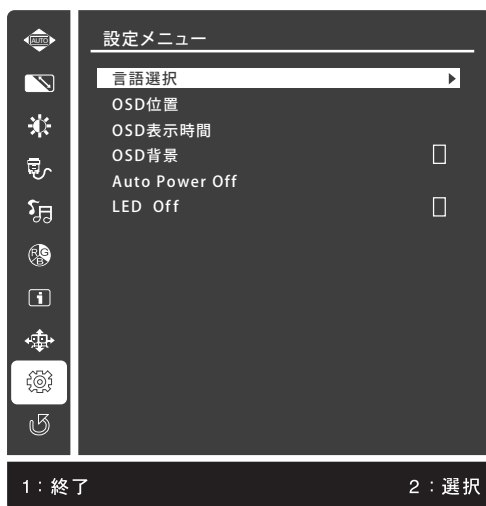 AUTO
設定メニュー
言語選択
OSD位置
OSD表示時間
OSD背景
Auto Power Off
LED Off
R G
B
i
1：終了
2：選択